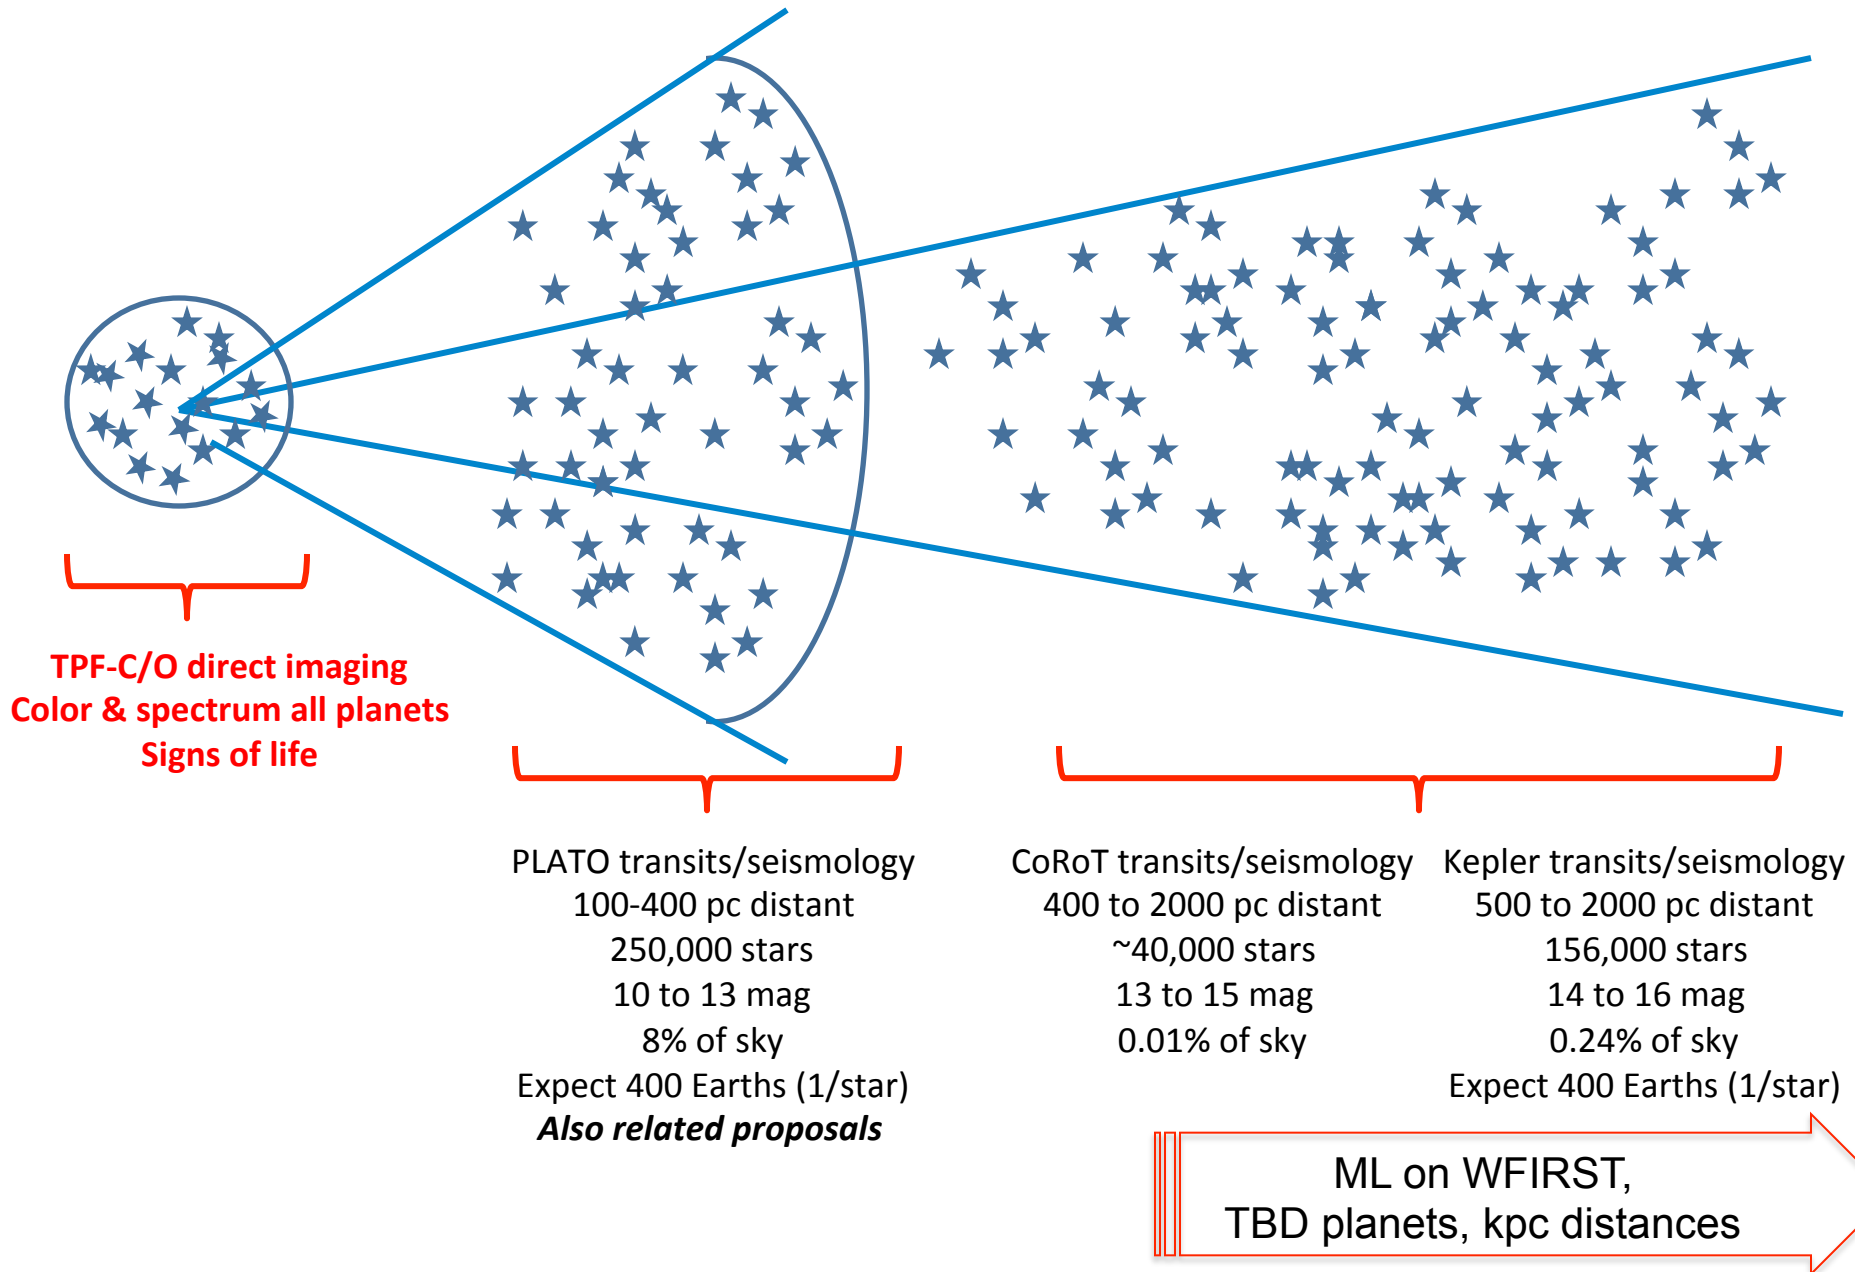 TPF-C/O direct imaging
Color & spectrum all planets
Signs of life
PLATO transits/seismology
100-400 pc distant
250,000 stars
10 to 13 mag
8% of sky
Expect 400 Earths (1/star)
Also related proposals
CoRoT transits/seismology
400 to 2000 pc distant
~40,000 stars
13 to 15 mag
0.01% of sky
Kepler transits/seismology
500 to 2000 pc distant
156,000 stars
14 to 16 mag
0.24% of sky
Expect 400 Earths (1/star)
ML on WFIRST,
TBD planets, kpc distances